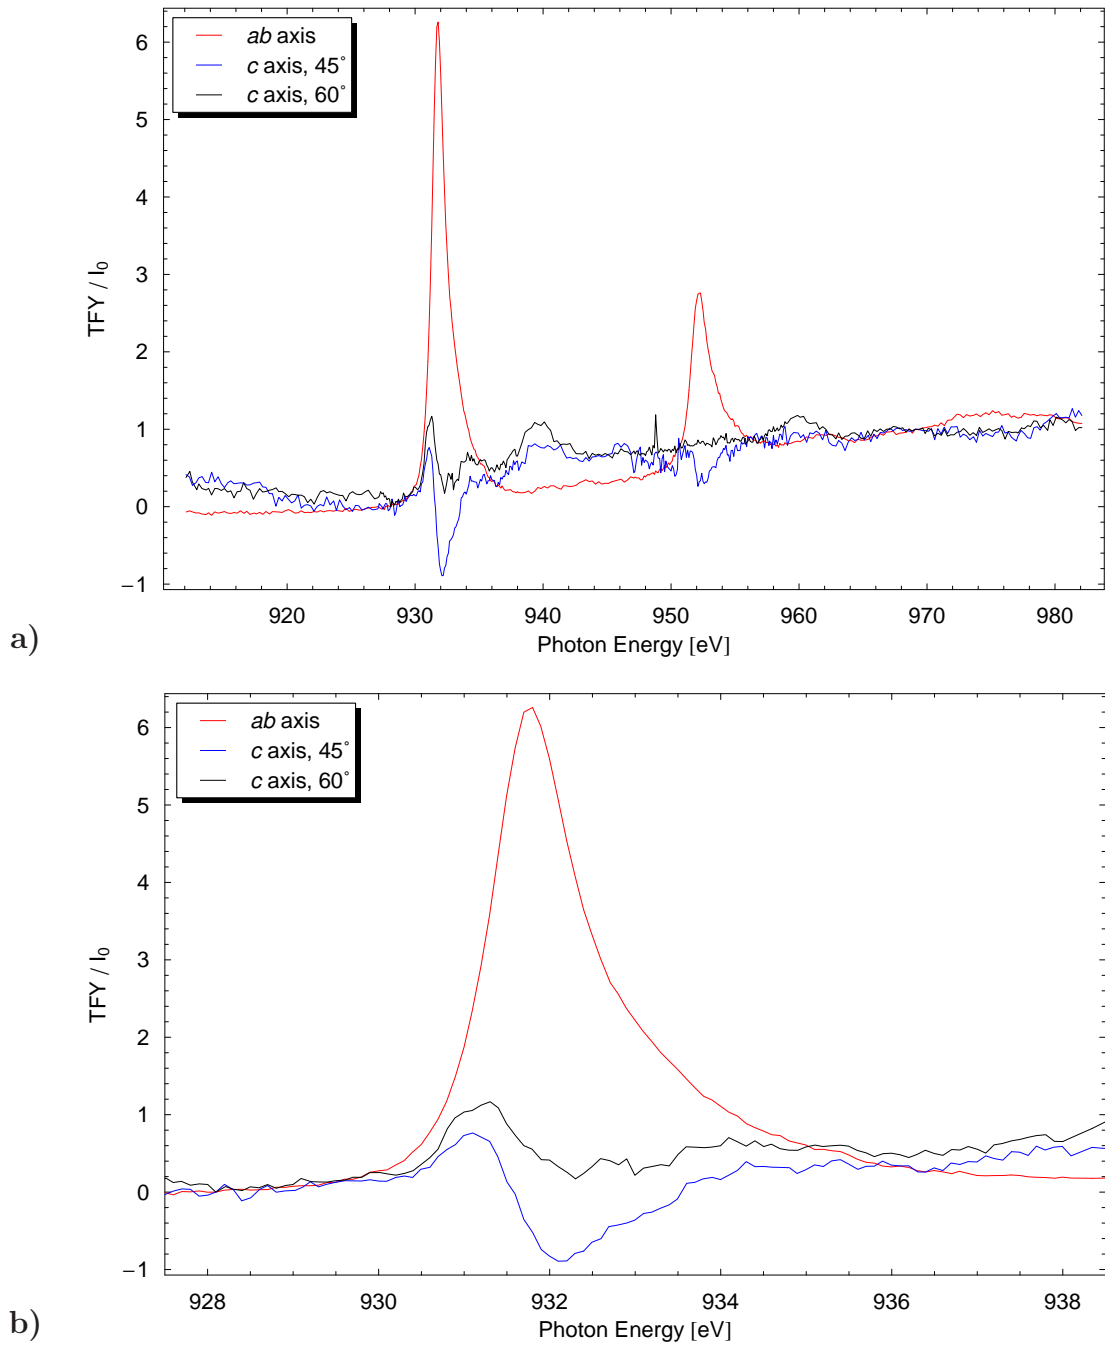 ab axis
c axis, 45°
c axis, 60°
6
5
4
3
2
1
0
−1
TFY / I0
920 930 940 950 960 970 980
Photon Energy [eV]
a)
ab axis
c axis, 45°
c axis, 60°
6
5
4
3
2
1
0
−1
TFY / I0
928 930 932 934 936 938
Photon Energy [eV]
b)